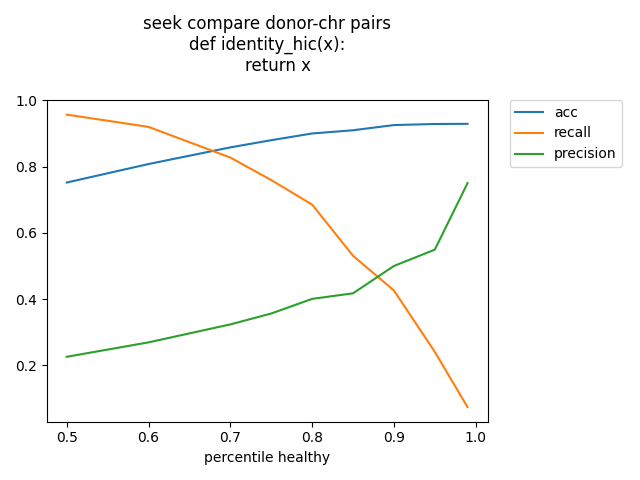 seek compare donor-chr pairs
def identity_hic(x):
return x
1.0
0.8
0.6
0.4
0.2
0.5 0.6 0.7 0.8 0.9 1.0
percentile healthy
acc
recall
precision